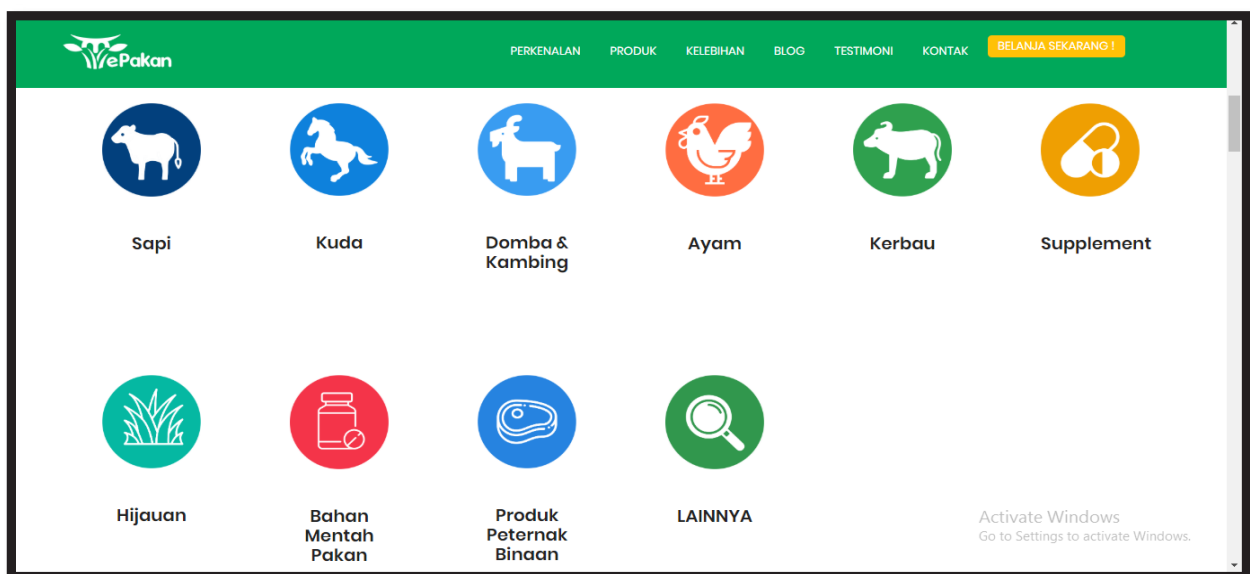 WePakan
PERKENALAN PRODUK KELEBIHAN BLOG TESTIMONI KONTAK BELANJA SEKARANG !
Sapi Kuda Domba & Ayam Kerbau Supplement
Kambing
Hijauan Bahan Produk LAINNYA
Mentah Peternak
Pakan Binaan
Activate Windows
Go to Settings to activate Windows.